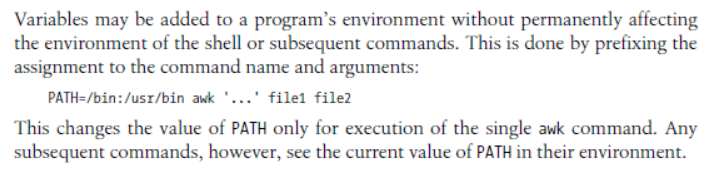 Variables may be added to a program’s environment without permanently affecting
the environment of the shell or subsequent commands. This is done by prefixing the
assignment to the command name and arguments:
PATH=/bin:/usr/bin awk '...' file1 file2
This changes the value of PATH only for execution of the single awk command. Any
subsequent commands, however, see the current value of PATH in their environment.